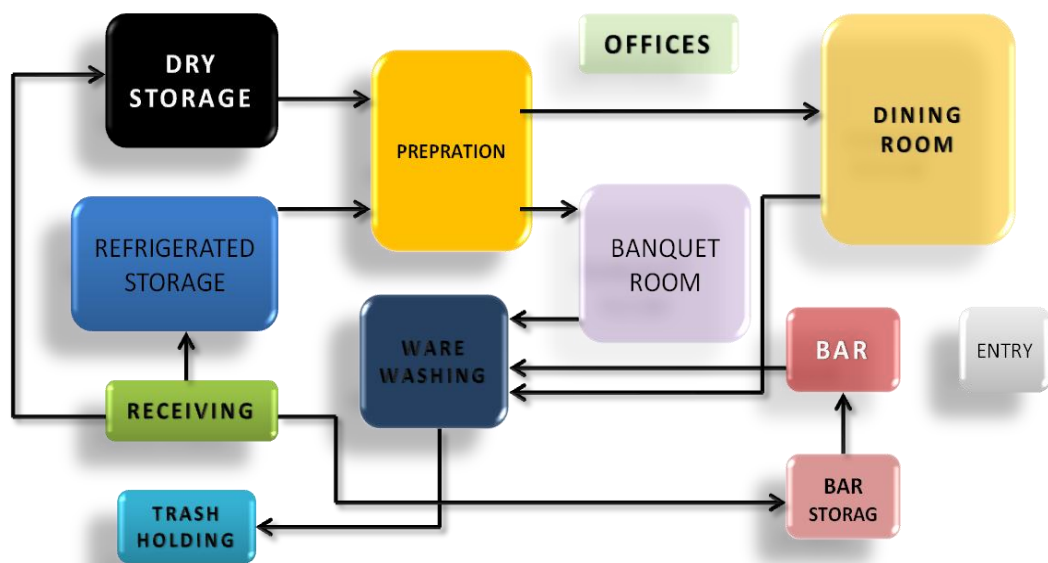 DRY
STORAGE
PREPRATION
OFFICES
DINING
ROOM
REFRIGERATED
STORAGE
BANQUET
ROOM
WARE
WASHING
BAR
ENTRY
RECEIVING
TRASH
HOLDING
BAR
STORAG